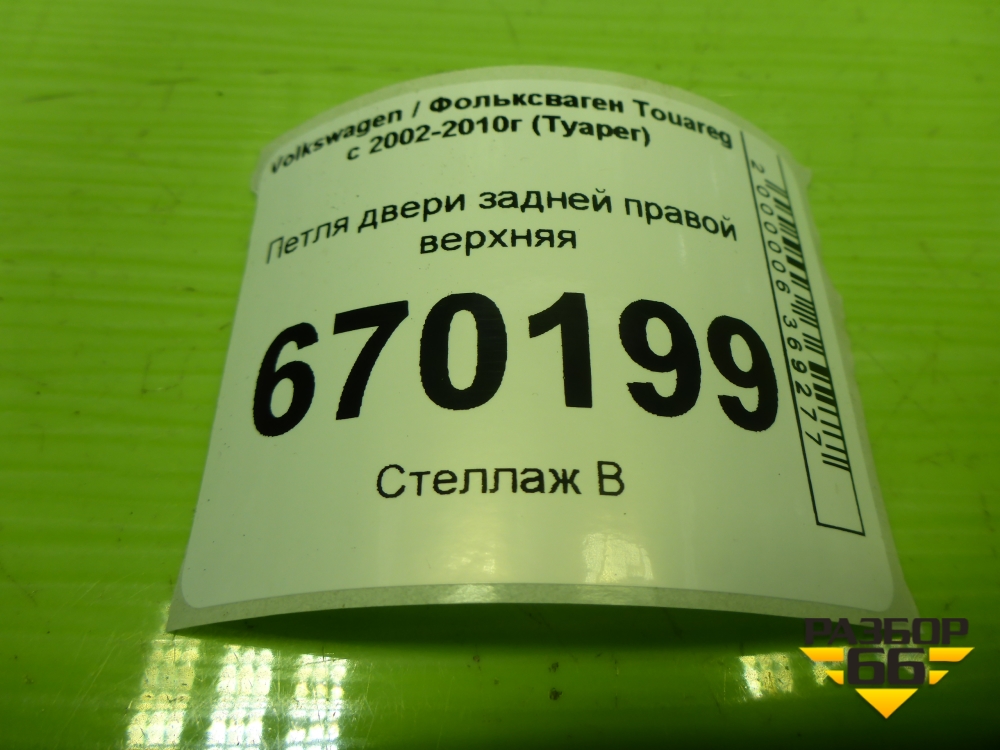 Volkswagen / Фольксваген Touareg
с 2002-2010г (Туарег)
Петля двери задней правой
верхняя
670199
Стеллаж В
2000006369277
РАЗБОР
66